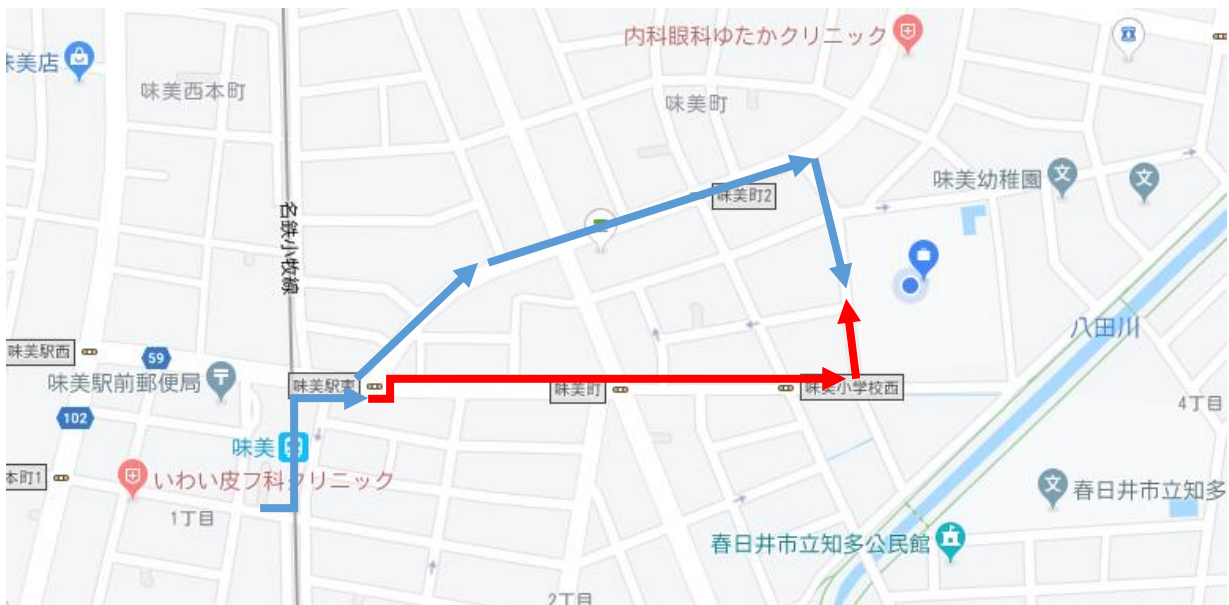 内科眼科ゆたかクリニック
味美店
味美西本町
味美町
味美幼稚園
文
文
味美町2
名鉄小牧線
味美駅西
59
味美駅前郵便局
味美駅東
味美町
味美小学校西
八田川
4丁目
102
味美
本町1
いわい皮フ科クリニック
1丁目
文
春日井市立知多
春日井市立知多公民館
2丁目